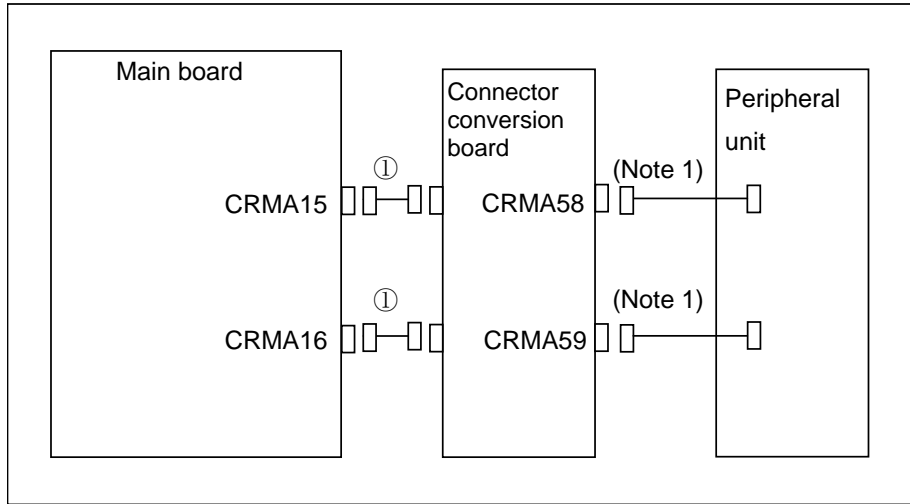 Main board
Connector
conversion
board
Peripheral
unit
①
(Note 1)
CRMA15
CRMA58
①
(Note 1)
CRMA16
CRMA59